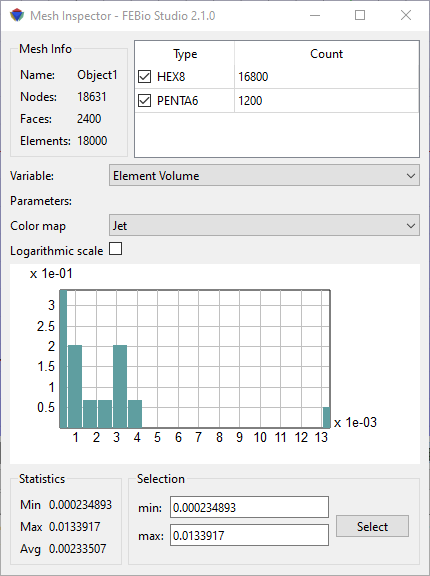 Mesh Inspector - FEBio Studio 2.1.0
Mesh Info
Name: Object1
Nodes: 18631
Faces: 2400
Elements: 18000
Type Count
HEX8 16800
PENTA6 1200
Variable: Element Volume
Parameters:
Color map Jet
Logarithmic scale
x 1e-01
3
2.5
2
1.5
1
0.5
1 2 3 4 5 6 7 8 9 10 11 12 13
x 1e-03
Statistics
Min 0.000234893
Max 0.0133917
Avg 0.00233507
Selection
min: 0.000234893
max: 0.0133917
Select